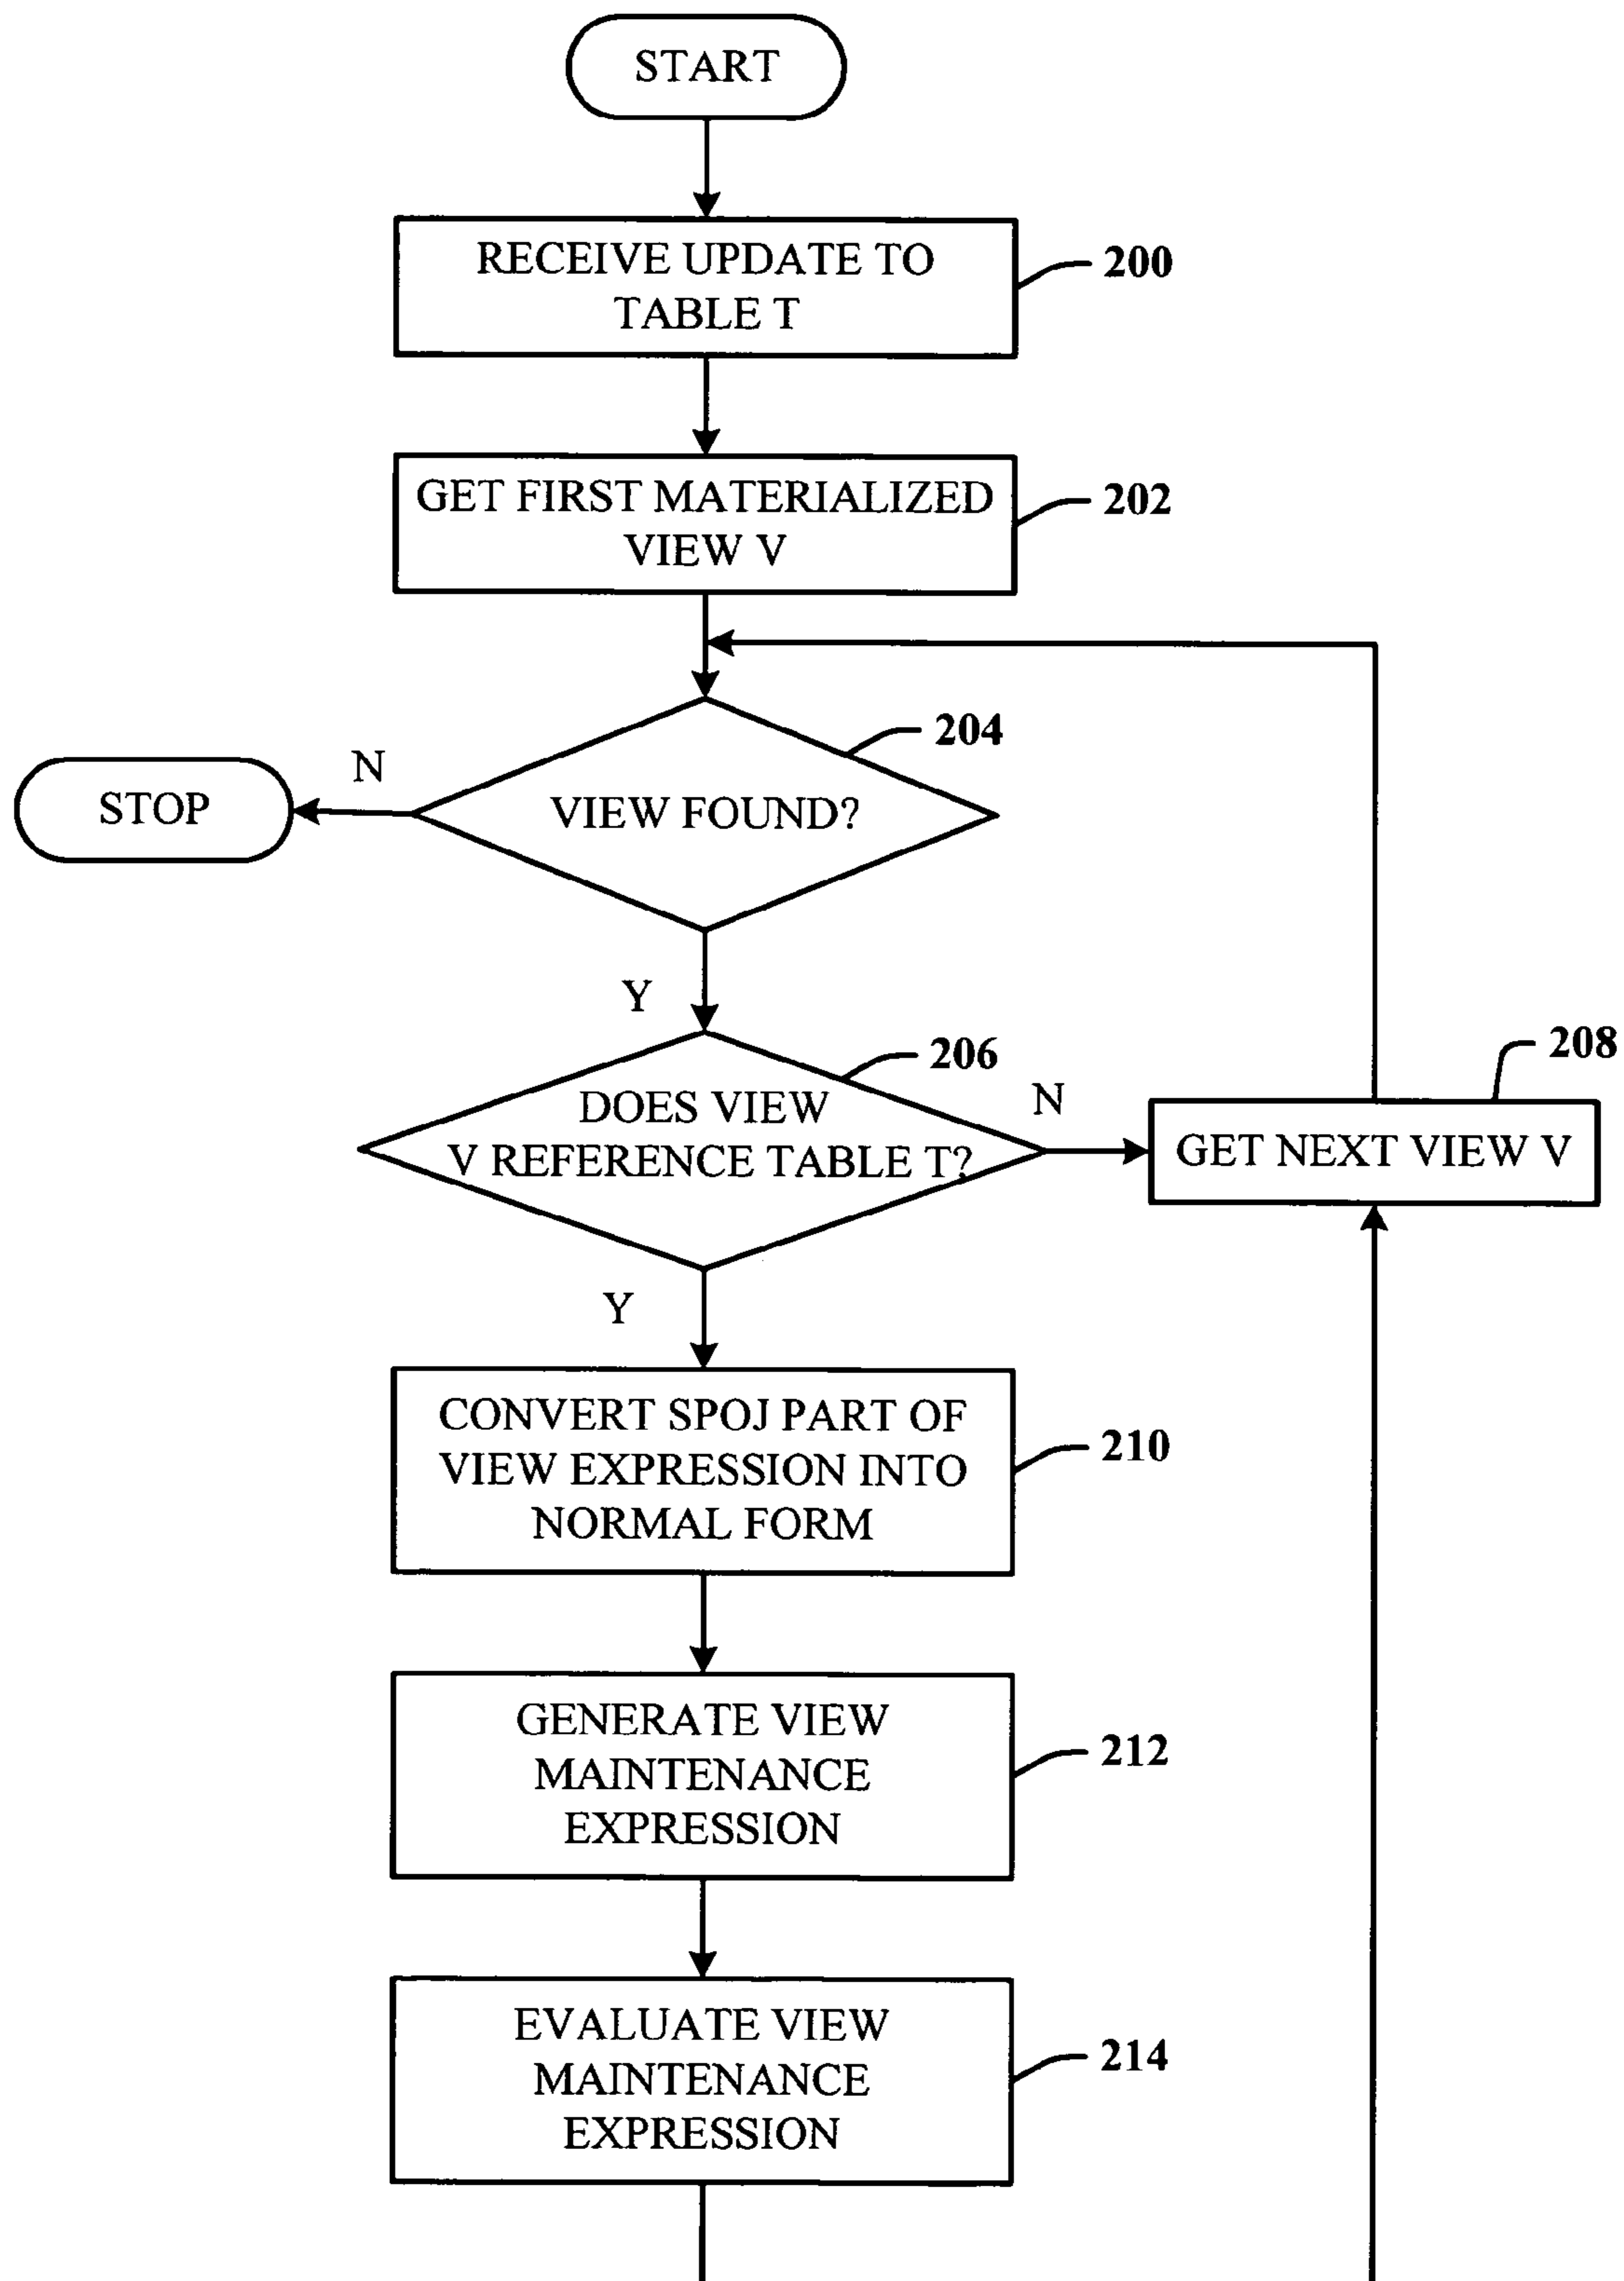 START
RECEIVE UPDATE TO
TABLE T
200
GET FIRST MATERIALIZED
VIEW V
202
204
N
STOP
VIEW FOUND?
Y
206
208
DOES VIEW
V REFERENCE TABLE T?
N
GET NEXT VIEW V
Y
CONVERT SPOJ PART OF
VIEW EXPRESSION INTO
NORMAL FORM
210
GENERATE VIEW
MAINTENANCE
EXPRESSION
212
EVALUATE VIEW
MAINTENANCE
EXPRESSION
214